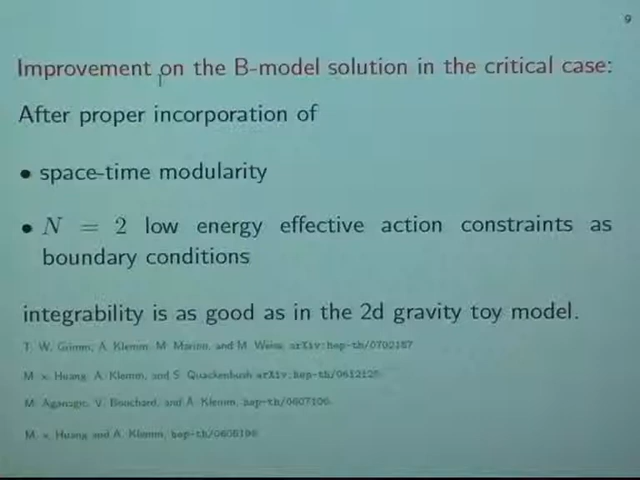 9
Improvement on the B-model solution in the critical case:
After proper incorporation of
• space-time modularity
• N = 2 low energy effective action constraints as
boundary conditions
integrability is as good as in the 2d gravity toy model.
T. W. Grimm, A. Klemm, M. Marino, and M. Weiss, arXiv:hep-th/0702187
M. x. Huang, A. Klemm, and S. Quackenbush arXiv:hep-th/0612125
M. Aganagic, V. Bouchard, and A. Klemm, hep-th/0607100.
M. x. Huang and A. Klemm,